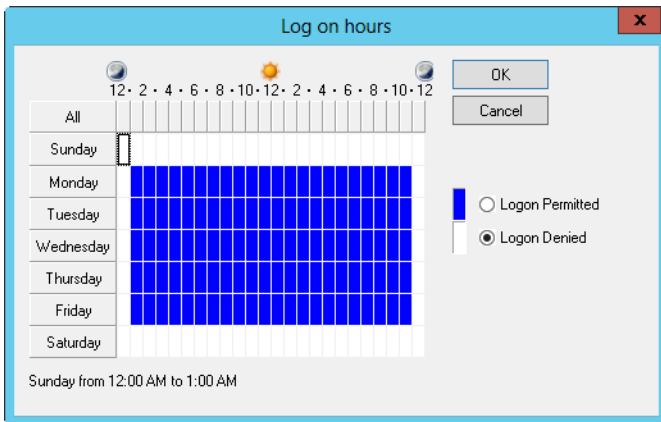 Log on hours
x
12 · 2 · 4 · 6 · 8 · 10 · 12 · 2 · 4 · 6 · 8 · 10 · 12
OK
All
Cancel
Sunday
Monday
Tuesday
Logon Permitted
Wednesday
Logon Denied
Thursday
Friday
Saturday
Sunday from 12:00 AM to 1:00 AM